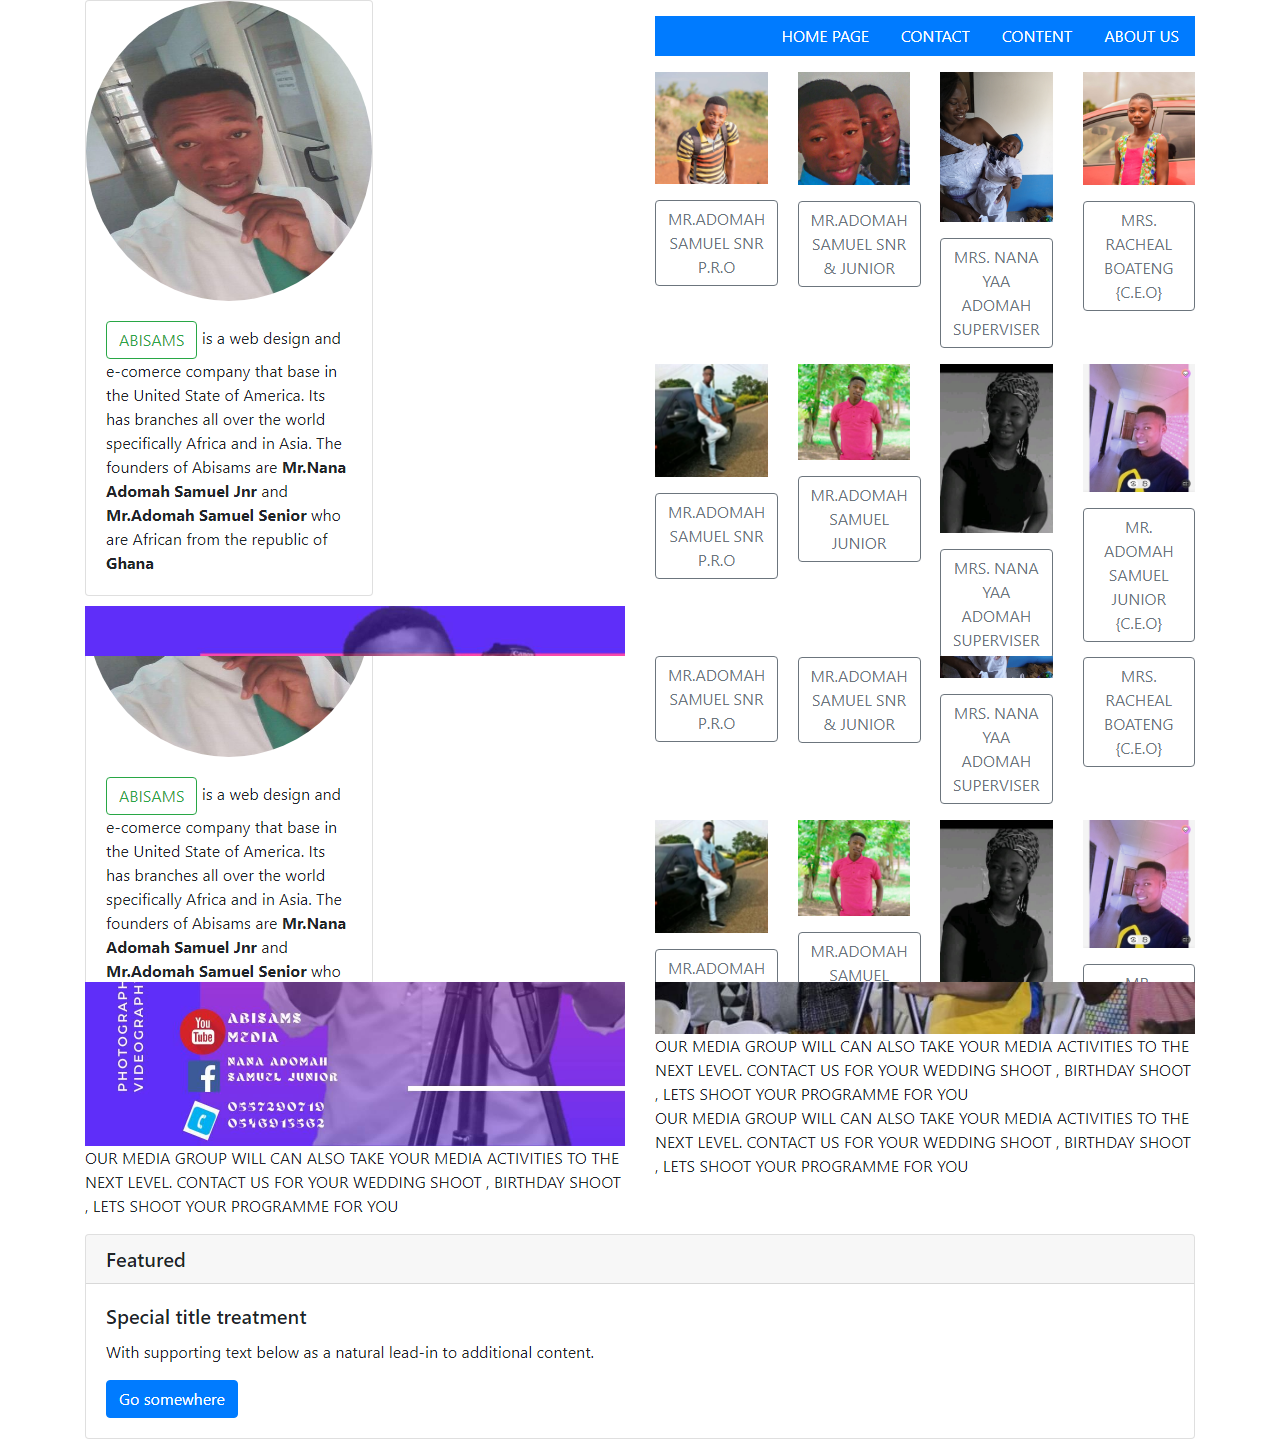 HOME PAGE CONTACT CONTENT ABOUT US
MR.ADOMAH
SAMUEL SNR
P.R.O
MR.ADOMAH
SAMUEL SNR
& JUNIOR
MRS. NANA
YAA
ADOMAH
SUPERVISER
MRS.
RACHEAL
BOATENG
{C.E.O}
ABISAMS is a web design and
e-comerce company that base in
the United State of America. Its
has branches all over the world
specifically Africa and in Asia. The
founders of Abisams are Mr.Nana
Adomah Samuel Jnr and
Mr.Adomah Samuel Senior who
are African from the republic of
Ghana
MR.ADOMAH
SAMUEL SNR
P.R.O
MR.ADOMAH
SAMUEL
JUNIOR
MRS. NANA
YAA
ADOMAH
SUPERVISER
MR.
ADOMAH
SAMUEL
JUNIOR
{C.E.O}
MR.ADOMAH
SAMUEL SNR
P.R.O
MR.ADOMAH
SAMUEL SNR
& JUNIOR
MRS. NANA
YAA
ADOMAH
SUPERVISER
MRS.
RACHEAL
BOATENG
{C.E.O}
ABISAMS is a web design and
e-comerce company that base in
the United State of America. Its
has branches all over the world
specifically Africa and in Asia. The
founders of Abisams are Mr.Nana
Adomah Samuel Jnr and
Mr.Adomah Samuel Senior who
MR.ADOMAH
MR.ADOMAH
SAMUEL
MR.
PHOTOGRAPH
VIDEOGRAPH
You
Tube
ABISAMS
MEDIA
NANA ADOMAH
SAMUEL JUNIOR
0557290719
0546915562
OUR MEDIA GROUP WILL CAN ALSO TAKE YOUR MEDIA ACTIVITIES TO THE
NEXT LEVEL. CONTACT US FOR YOUR WEDDING SHOOT , BIRTHDAY SHOOT
, LETS SHOOT YOUR PROGRAMME FOR YOU
OUR MEDIA GROUP WILL CAN ALSO TAKE YOUR MEDIA ACTIVITIES TO THE
NEXT LEVEL. CONTACT US FOR YOUR WEDDING SHOOT , BIRTHDAY SHOOT
, LETS SHOOT YOUR PROGRAMME FOR YOU
OUR MEDIA GROUP WILL CAN ALSO TAKE YOUR MEDIA ACTIVITIES TO THE
NEXT LEVEL. CONTACT US FOR YOUR WEDDING SHOOT , BIRTHDAY SHOOT
, LETS SHOOT YOUR PROGRAMME FOR YOU
Featured
Special title treatment
With supporting text below as a natural lead-in to additional content.
Go somewhere